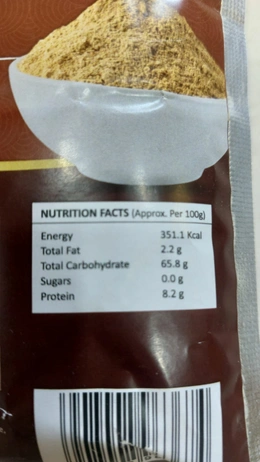 NUTRITION FACTS (Approx. Per 100g)
Energy 351.1 Kcal
Total Fat 2.2 g
Total Carbohydrate 65.8 g
Sugars 0.0 g
Protein 8.2 g